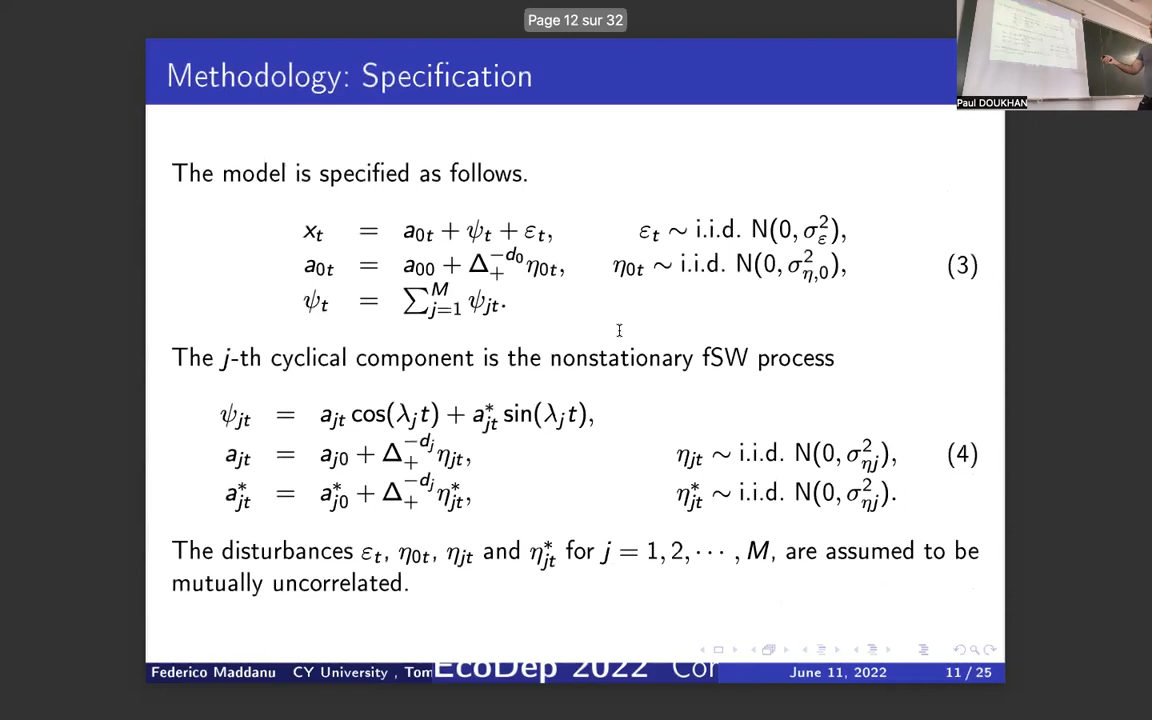 Page 12 sur 32
Methodology: Specification
Paul DOUKHAN
The model is specified as follows.
x_t = a_{0t} + ψ_t + ε_t, ε_t ∼ i.i.d. N(0, σ_ε^2),
a_{0t} = a_{00} + Δ_+^{-d_0} η_{0t}, η_{0t} ∼ i.i.d. N(0, σ_{η,0}^2), (3)
ψ_t = ∑_{j=1}^M ψ_{jt}.
The j-th cyclical component is the nonstationary fSW process
ψ_{jt} = a_{jt} cos(λ_j t) + a_{jt}^* sin(λ_j t),
a_{jt} = a_{j0} + Δ_+^{-d_j} η_{jt}, η_{jt} ∼ i.i.d. N(0, σ_{ηj}^2), (4)
a_{jt}^* = a_{j0}^* + Δ_+^{-d_j} η_{jt}^*, η_{jt}^* ∼ i.i.d. N(0, σ_{ηj}^2).
The disturbances ε_t, η_{0t}, η_{jt} and η_{jt}^* for j = 1, 2, ⋯ , M, are assumed to be
mutually uncorrelated.
Federico Maddanu CY University , Tom EcoDep 2022 Cor June 11, 2022 11 / 25